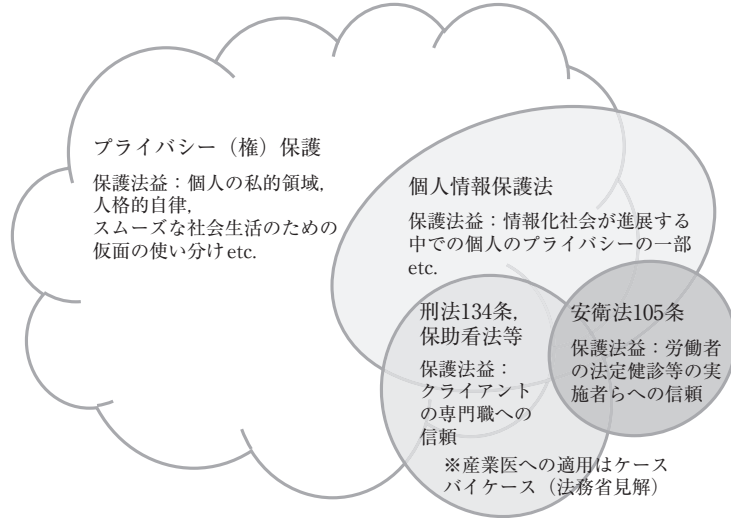 プライバシー（権）保護
保護法益：個人の私的領域，
人格的自律，
スムーズな社会生活のための
仮面の使い分けetc.
個人情報保護法
保護法益：情報化社会が進展する
中での個人のプライバシーの一部
etc.
刑法134条，
保助看法等
保護法益：
クライアント
の専門職への
信頼
※産業医への適用はケース
バイケース（法務省見解）
安衛法105条
保護法益：労働者
の法定健診等の実
施者らへの信頼